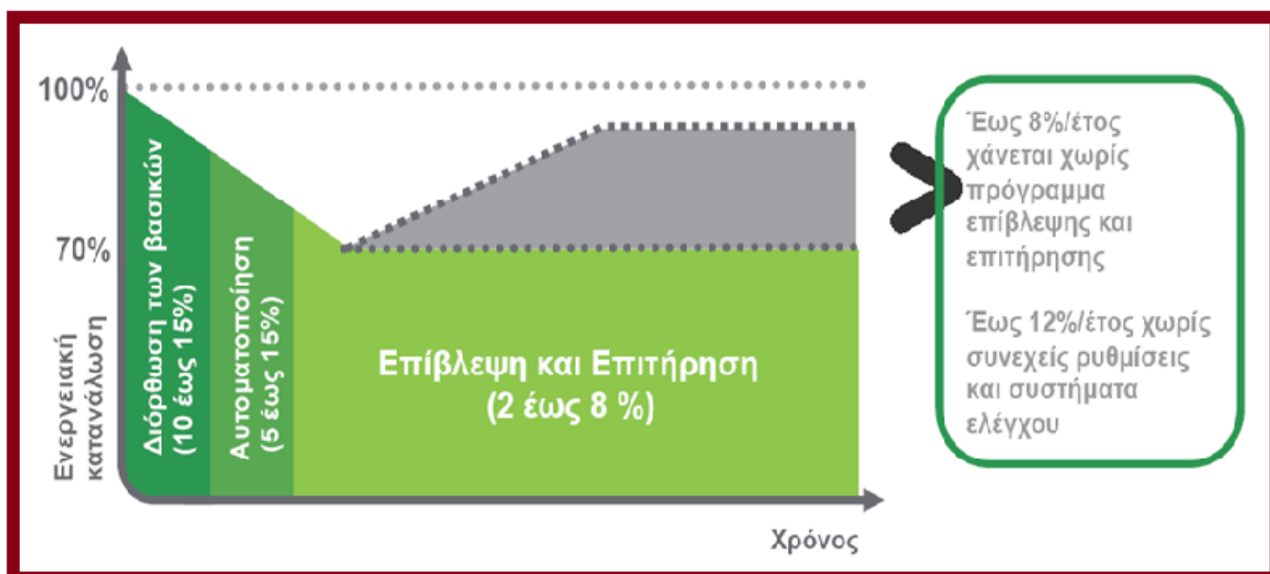 100%
70%
Ενεργειακή
κατανάλωση
Διόρθωση των βασικών
(10 έως 15%)
Αυτοματοποίηση
(5 έως 15%)
Επίβλεψη και Επιτήρηση
(2 έως 8 %)
Χρόνος
Έως 8%/έτος
χάνεται χωρίς
πρόγραμμα
επίβλεψης και
επιτήρησης
Έως 12%/έτος χωρίς
συνεχείς ρυθμίσεις
και συστήματα
ελέγχου